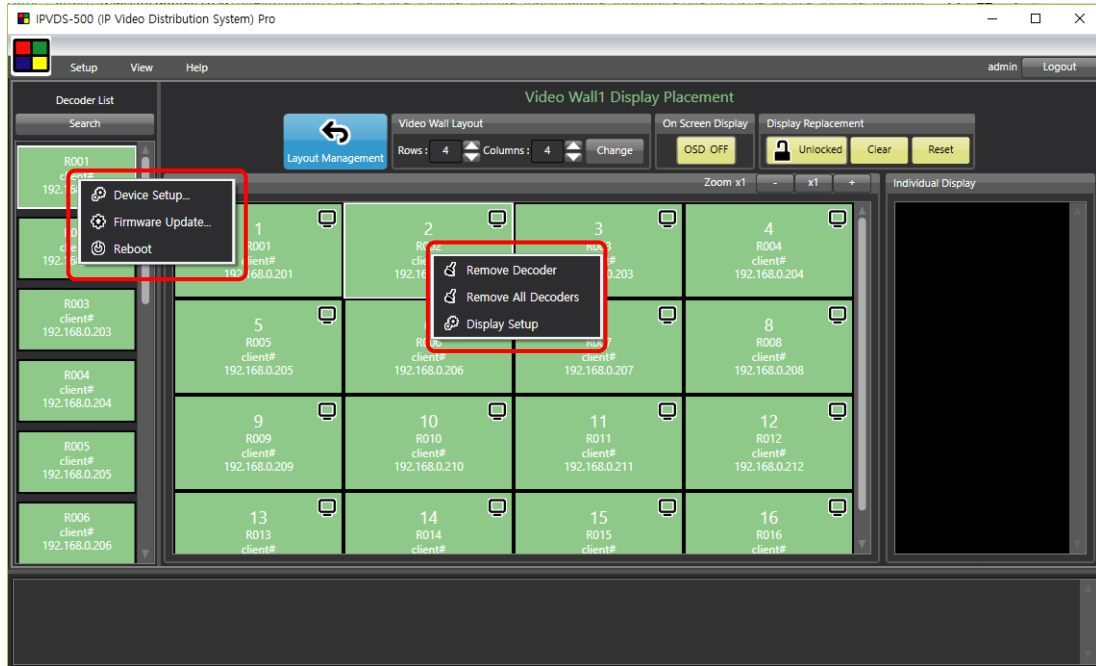 IPVDS-500 (IP Video Distribution System) Pro
Setup View Help admin Logout
Decoder List
Search
R001
client#
R003
client#
192.168.0.203
R004
client#
192.168.0.204
R005
client#
192.168.0.205
R006
client#
192.168.0.206
Device Setup...
Firmware Update...
Reboot
Video Wall1 Display Placement
Layout Management
Video Wall Layout
Rows: 4 Columns: 4 Change
On Screen Display
OSD OFF
Display Replacement
Unlocked Clear Reset
Zoom x1 - x1 +
Individual Display
1
R001
client#
192.168.0.201
2
R002
3
R003
4
R004
client#
192.168.0.204
Remove Decoder
Remove All Decoders
Display Setup
5
R005
client#
192.168.0.205
R006
client#
192.168.0.206
R007
client#
192.168.0.207
8
R008
client#
192.168.0.208
9
R009
client#
192.168.0.209
10
R010
client#
192.168.0.210
11
R011
client#
192.168.0.211
12
R012
client#
192.168.0.212
13
R013
client#
14
R014
client#
15
R015
client#
16
R016
client#